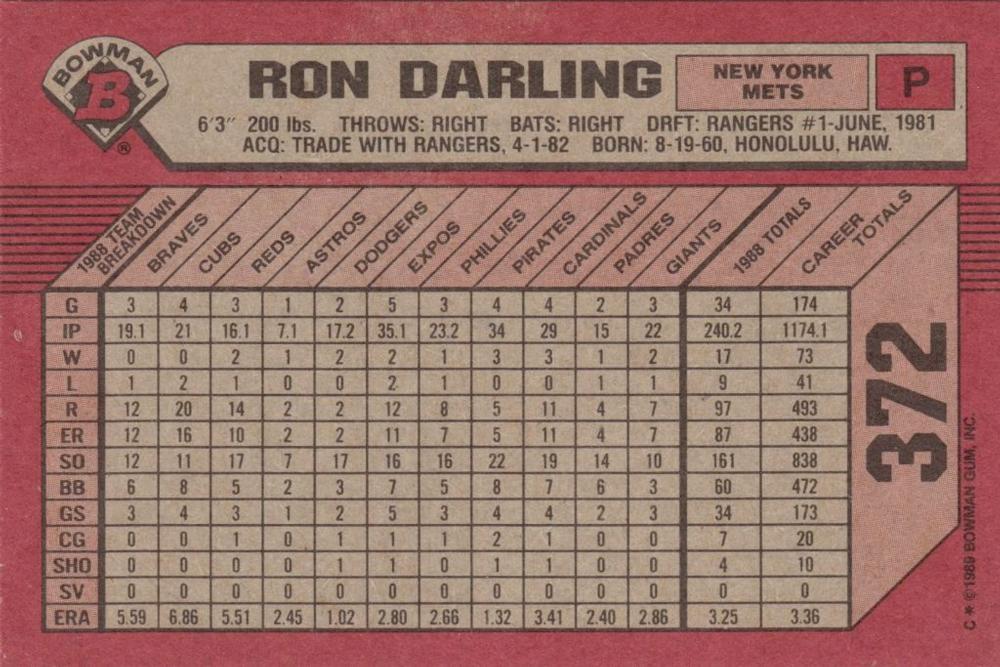 BOWMAN
B
®
RON DARLING
NEW YORK
METS
P
6'3" 200 lbs. THROWS: RIGHT BATS: RIGHT DRFT: RANGERS #1-JUNE, 1981
ACQ: TRADE WITH RANGERS, 4-1-82 BORN: 8-19-60, HONOLULU, HAW.
1988 TEAM BREAKDOWN BRAVES CUBS REDS ASTROS DODGERS EXPOS PHILLIES PIRATES CARDINALS PADRES GIANTS 1988 TOTALS CAREER TOTALS
G 3 4 3 1 2 5 3 4 4 2 3 34 174
IP 19.1 21 16.1 7.1 17.2 35.1 23.2 34 29 15 22 240.2 1174.1
W 0 0 2 1 2 2 1 3 3 1 2 17 73
L 1 2 1 0 0 2 1 0 0 1 1 9 41
R 12 20 14 2 2 12 8 5 11 4 7 97 493
ER 12 16 10 2 2 11 7 5 11 4 7 87 438
SO 12 11 17 7 17 16 16 22 19 14 10 161 838
BB 6 8 5 2 3 7 5 8 7 6 3 60 472
GS 3 4 3 1 2 5 3 4 4 2 3 34 173
CG 0 0 1 0 1 1 1 2 1 0 0 7 20
SHO 0 0 0 0 1 1 0 1 1 0 0 4 10
SV 0 0 0 0 0 0 0 0 0 0 0 0 0
ERA 5.59 6.86 5.51 2.45 1.02 2.80 2.66 1.32 3.41 2.40 2.86 3.25 3.36
372
C * © 1989 BOWMAN GUM, INC.